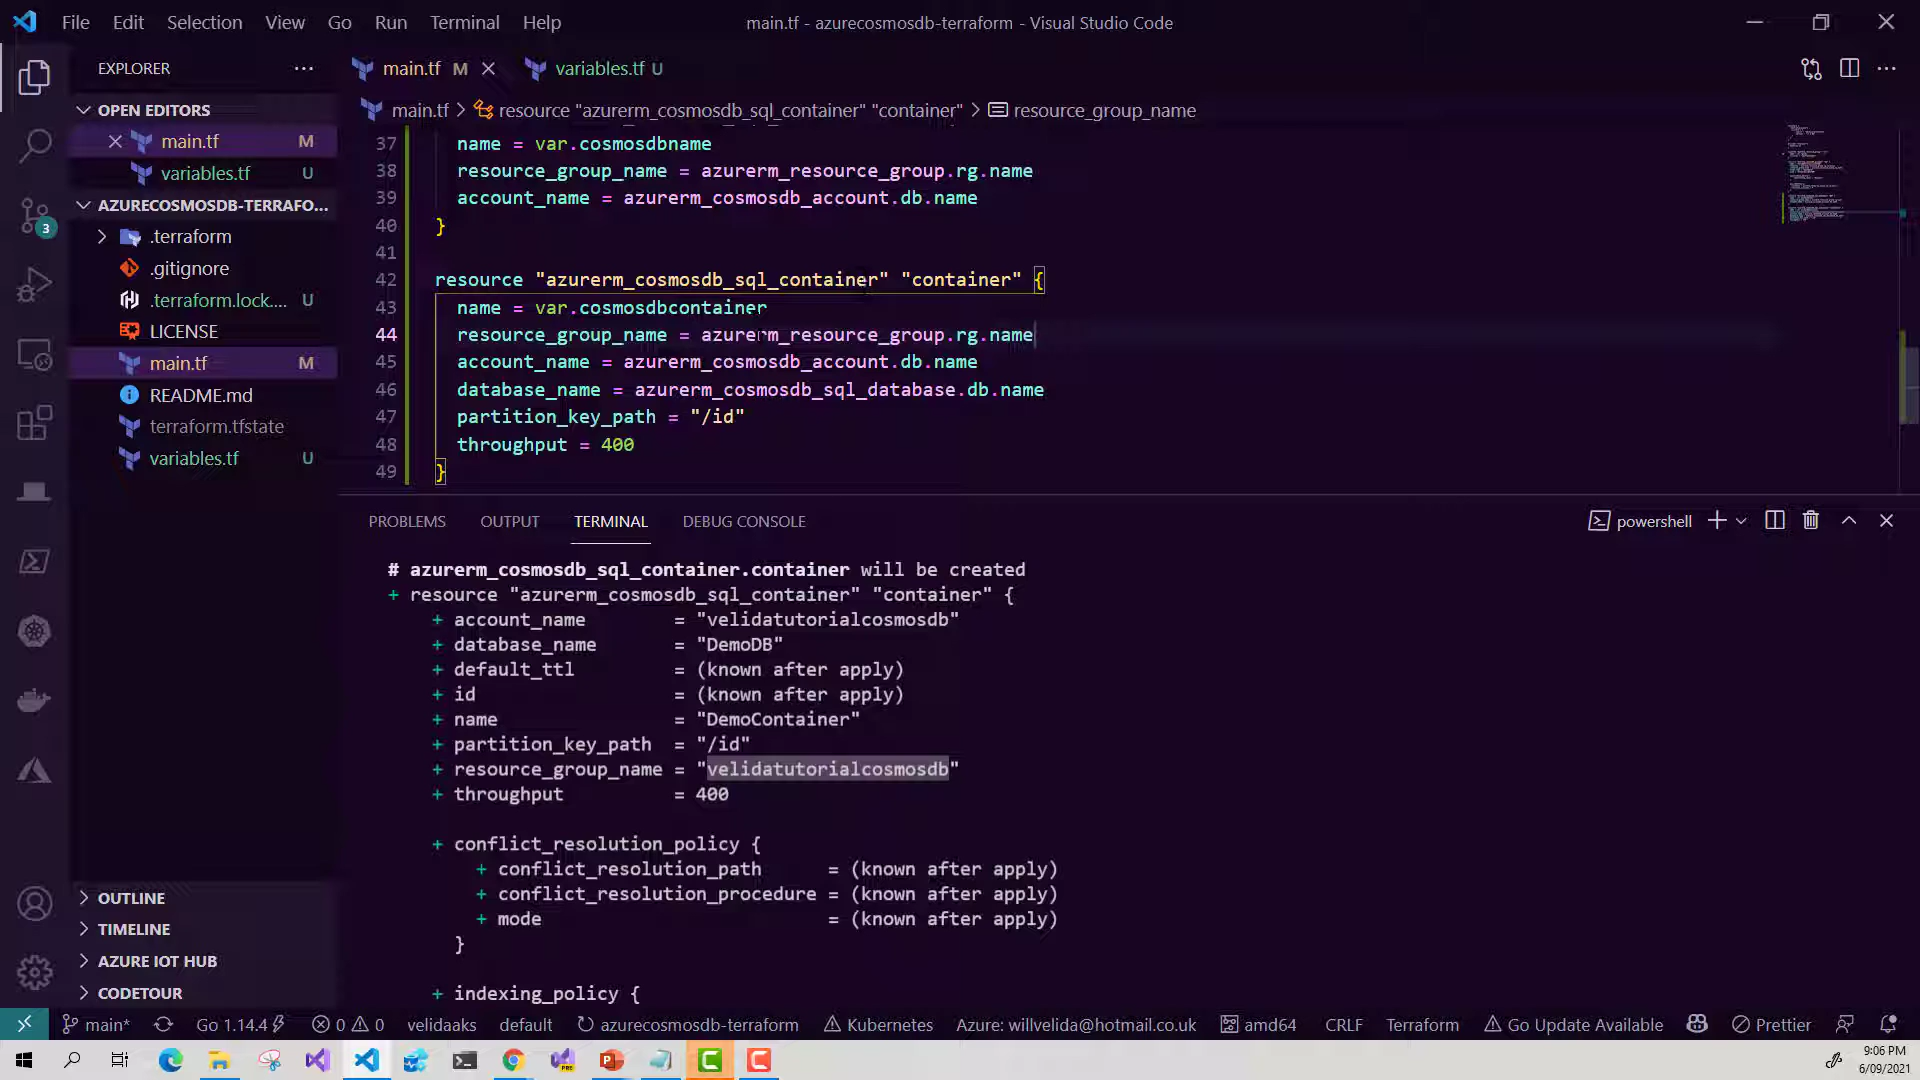 File Edit Selection View Go Run Terminal Help
main.tf - azurecosmosdb-terraform - Visual Studio Code
EXPLORER
main.tf M
variables.tf U
OPEN EDITORS
main.tf > resource "azurerm_cosmosdb_sql_container" "container" > resource_group_name
main.tf M
variables.tf U
AZURECOSMOSDB-TERRAFO...
.terraform
.gitignore
.terraform.lock.... U
LICENSE
main.tf M
README.md
terraform.tfstate
variables.tf U
3
37 name = var.cosmosdbname
38 resource_group_name = azurerm_resource_group.rg.name
39 account_name = azurerm_cosmosdb_account.db.name
40 }
41
42 resource "azurerm_cosmosdb_sql_container" "container" {
43 name = var.cosmosdbcontainer
44 resource_group_name = azurerm_resource_group.rg.name
45 account_name = azurerm_cosmosdb_account.db.name
46 database_name = azurerm_cosmosdb_sql_database.db.name
47 partition_key_path = "/id"
48 throughput = 400
49 }
PROBLEMS OUTPUT TERMINAL DEBUG CONSOLE
powershell
# azurerm_cosmosdb_sql_container.container will be created
+ resource "azurerm_cosmosdb_sql_container" "container" {
+ account_name = "velidatutorialcosmosdb"
+ database_name = "DemoDB"
+ default_ttl = (known after apply)
+ id = (known after apply)
+ name = "DemoContainer"
+ partition_key_path = "/id"
+ resource_group_name = "velidatutorialcosmosdb"
+ throughput = 400
+ conflict_resolution_policy {
+ conflict_resolution_path = (known after apply)
+ conflict_resolution_procedure = (known after apply)
+ mode = (known after apply)
}
+ indexing_policy {
OUTLINE
TIMELINE
AZURE IOT HUB
CODETOUR
main* Go 1.14.4 0 0 velidaaks default azurecosmosdb-terraform Kubernetes Azure: willvelida@hotmail.co.uk amd64 CRLF Terraform Go Update Available Prettier
9:06 PM
6/09/2021